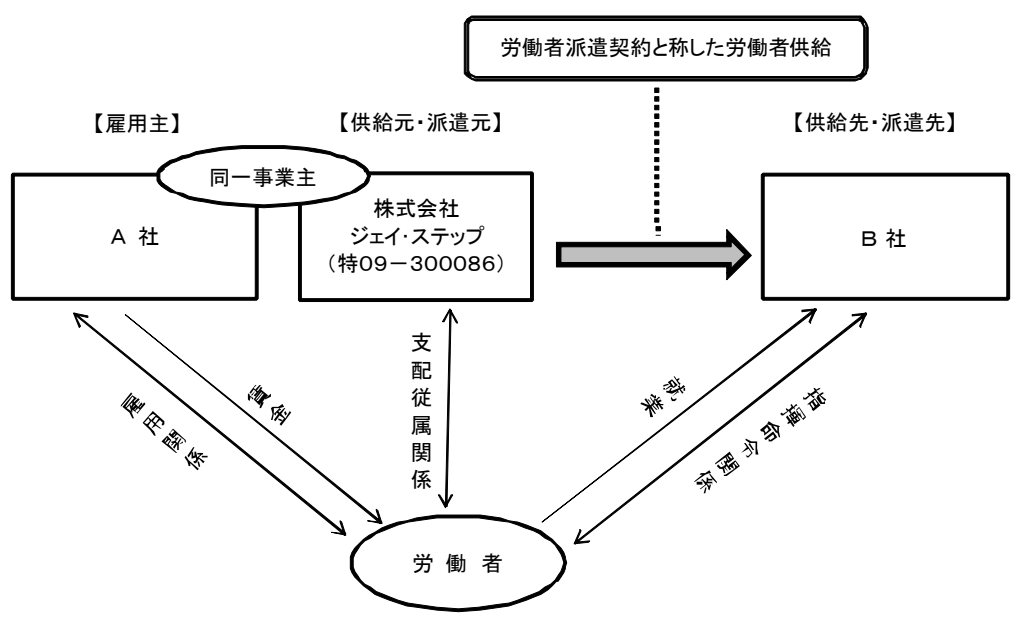 労働者派遣契約と称した労働者供給
【雇用主】
【供給元・派遣元】
【供給先・派遣先】
同一事業主
A 社
株式会社
ジェイ・ステップ
（特09－300086）
B 社
雇用関係
賃金
支配従属関係
就業
指揮命令関係
労 働 者